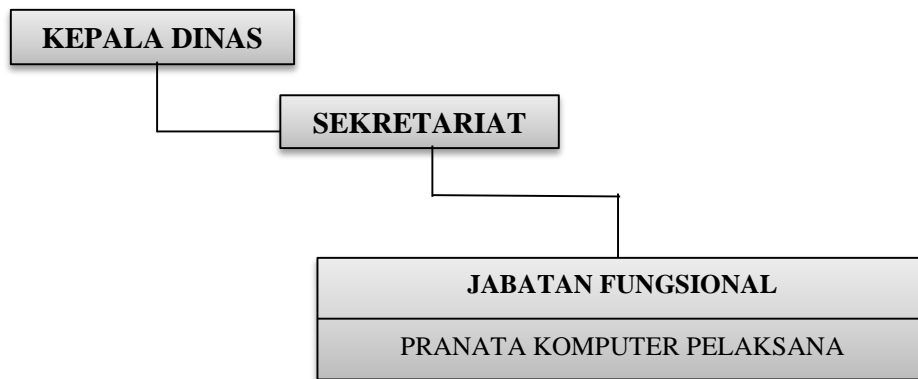 KEPALA DINAS
SEKRETARIAT
JABATAN FUNGSIONAL
PRANATA KOMPUTER PELAKSANA